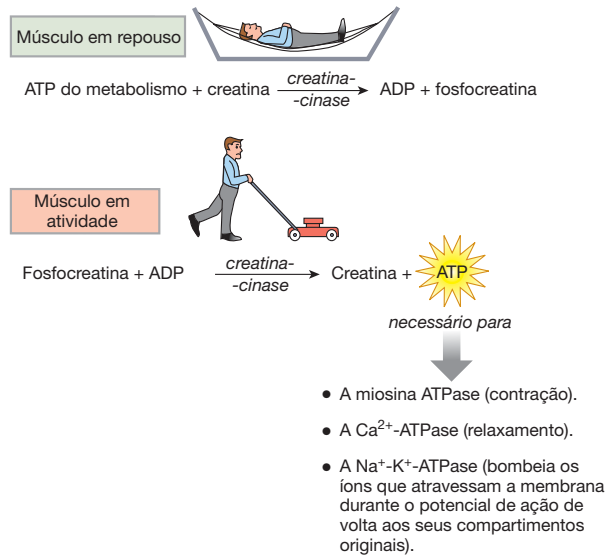 Músculo em repouso
ATP do metabolismo + creatina creatina-
-cinase ADP + fosfocreatina
Músculo em
atividade
Fosfocreatina + ADP creatina-
-cinase Creatina + ATP
necessário para
• A miosina ATPase (contração).
• A Ca²⁺-ATPase (relaxamento).
• A Na⁺-K⁺-ATPase (bombeia os
íons que atravessam a membrana
durante o potencial de ação de
volta aos seus compartimentos
originais).